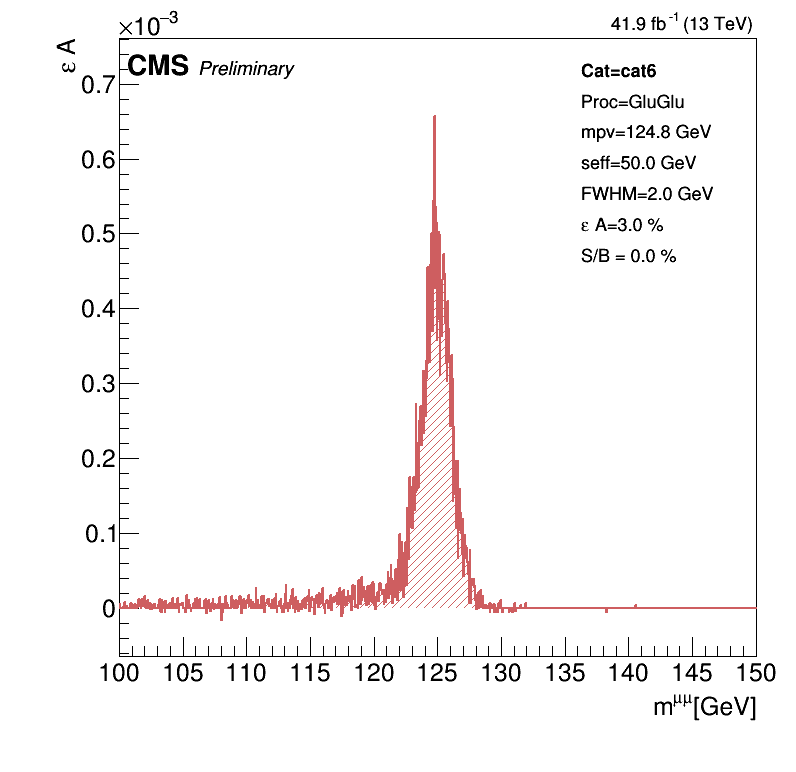 ×10⁻³
41.9 fb⁻¹ (13 TeV)
ε A
CMS Preliminary
Cat=cat6
Proc=GluGlu
mpv=124.8 GeV
seff=50.0 GeV
FWHM=2.0 GeV
ε A=3.0 %
S/B = 0.0 %
0.7
0.6
0.5
0.4
0.3
0.2
0.1
0
100 105 110 115 120 125 130 135 140 145 150
m^μμ[GeV]